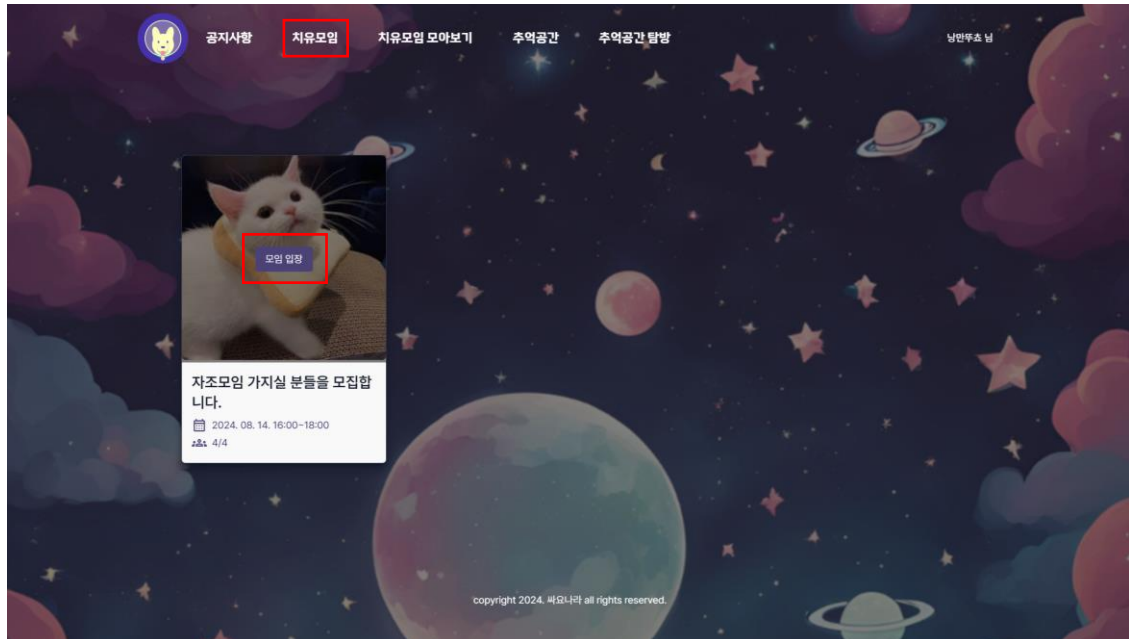 공지사항 치유모임 치유모임 모아보기 추억공간 추억공간 탐방 낭만뚜쵸 님
모임 입장
자조모임 가지실 분들을 모집합
니다.
2024. 08. 14. 16:00~18:00
4/4
copyright 2024. 싸요나라 all rights reserved.